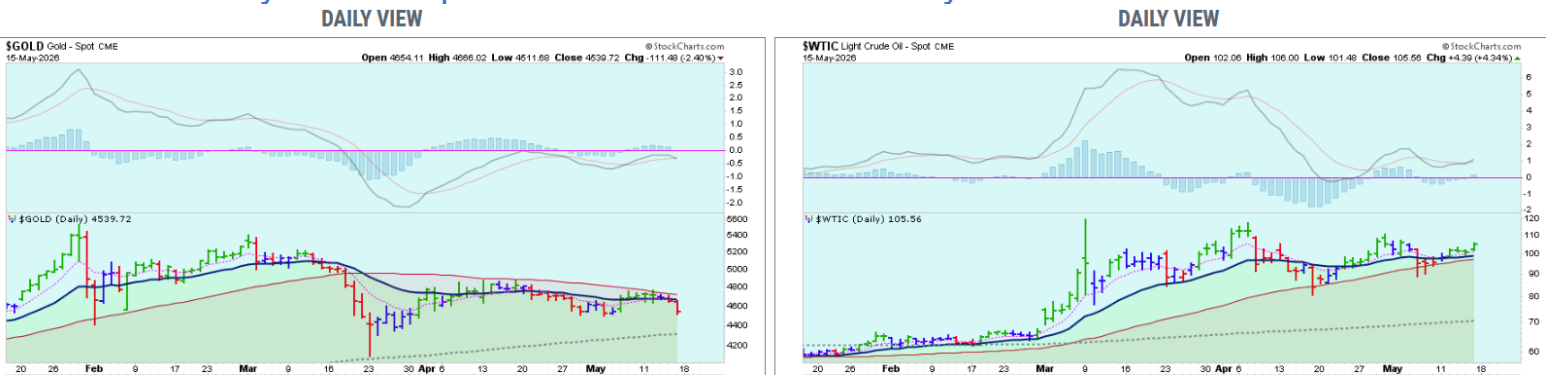 DAILY VIEW
$GOLD Gold - Spot CME
© StockCharts.com
15-May-2026
Open 4654.11 High 4666.02 Low 4511.68 Close 4539.72 Chg -111.48 (-2.40%)
3.0
2.5
2.0
1.5
1.0
0.5
0.0
-0.5
-1.0
-1.5
-2.0
$GOLD (Daily) 4539.72
5600
5400
5200
5000
4800
4600
4400
4200
20 26 Feb 9 17 23 Mar 9 16 23 30 Apr 6 13 20 27 May 11 18
DAILY VIEW
$WTIC Light Crude Oil - Spot CME
© StockCharts.com
15-May-2026
Open 102.06 High 106.00 Low 101.48 Close 105.56 Chg +4.39 (+4.34%)
6
5
4
3
2
1
0
-1
-2
$WTIC (Daily) 105.56
120
110
100
90
80
70
60
20 26 Feb 9 17 23 Mar 9 16 23 Apr 6 13 20 27 May 11 18